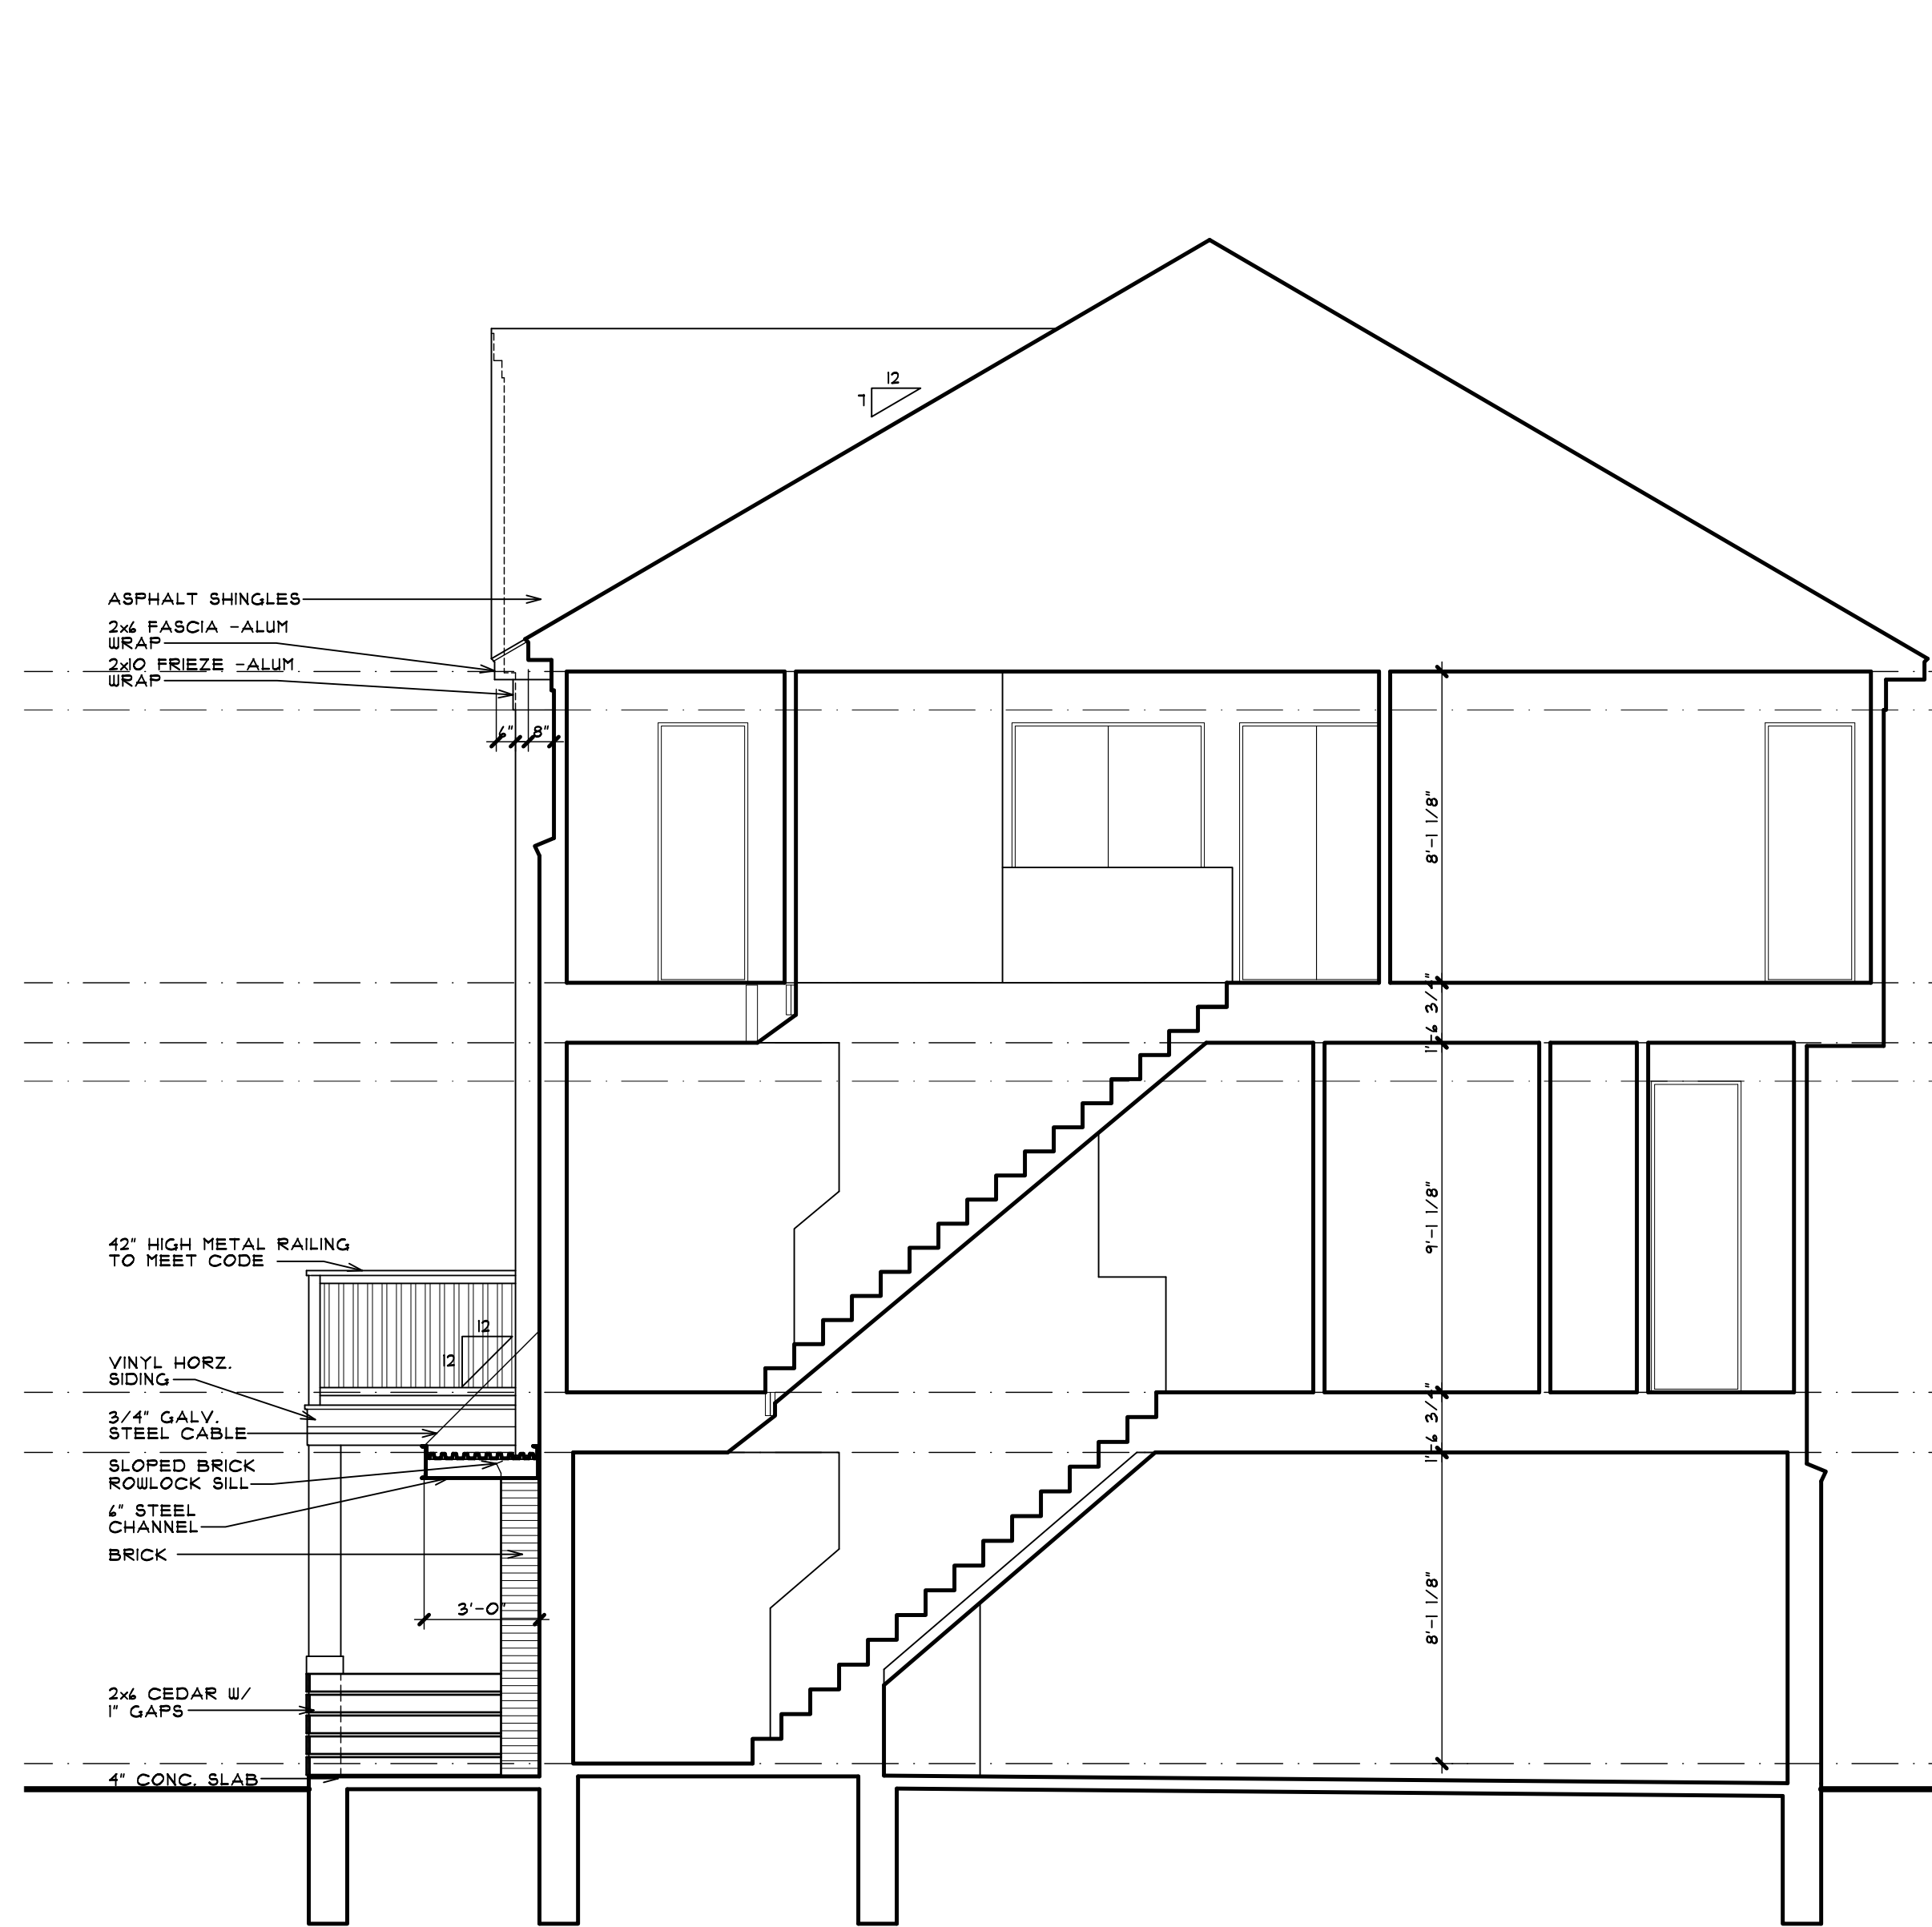 12
7
ASPHALT SHINGLES
2x6 FASCIA -ALUM
WRAP
2x10 FRIEZE -ALUM
WRAP
6" 8"
8'-1 1/8"
1'-6 3/4"
9'-1 1/8"
42" HIGH METAL RAILING
TO MEET CODE
12
12
VINYL HORZ.
SIDING
3/4" GALV.
STEEL CABLE
1'-6 3/4"
SLOPED BRICK
ROWLOCK SILL
6" STEEL
CHANNEL
BRICK
3'-0"
8'-1 1/8"
2x6 CEDAR W/
1" GAPS
4" CONC. SLAB